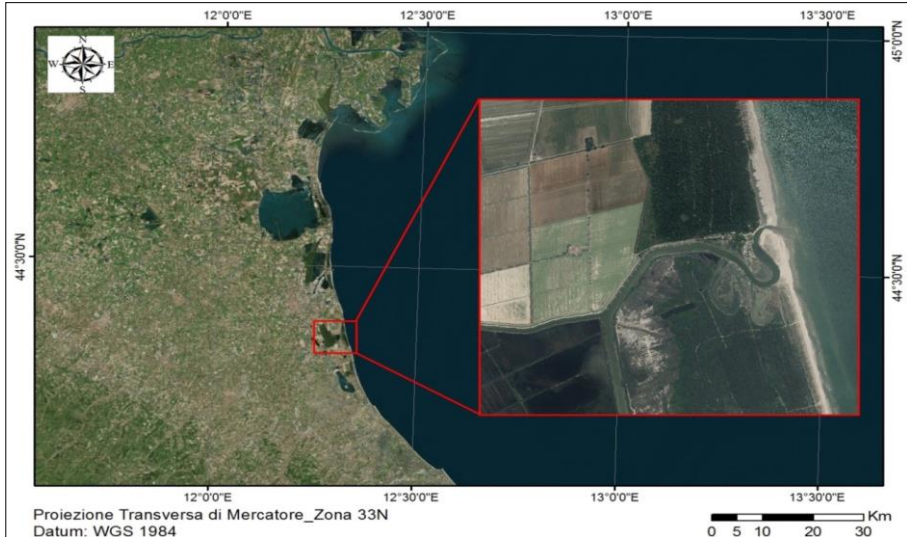 12°0'0"E 12°30'0"E 13°0'0"E 13°30'0"E
N
W E
S
45°0'0"N
44°30'0"N 44°30'0"N
12°0'0"E 12°30'0"E 13°0'0"E 13°30'0"E
Proiezione Transversa di Mercatore_Zona 33N
Datum: WGS 1984
Km
0 5 10 20 30